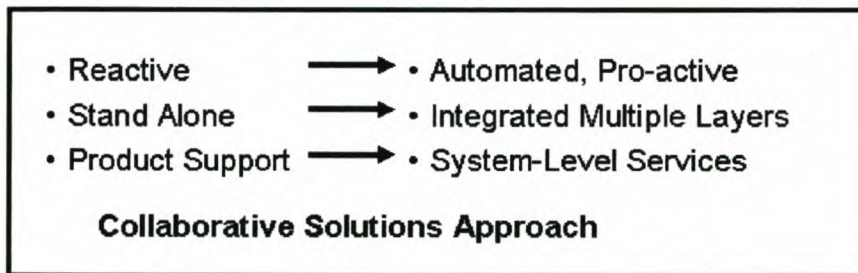 • Reactive • Automated, Pro-active
• Stand Alone • Integrated Multiple Layers
• Product Support • System-Level Services
Collaborative Solutions Approach